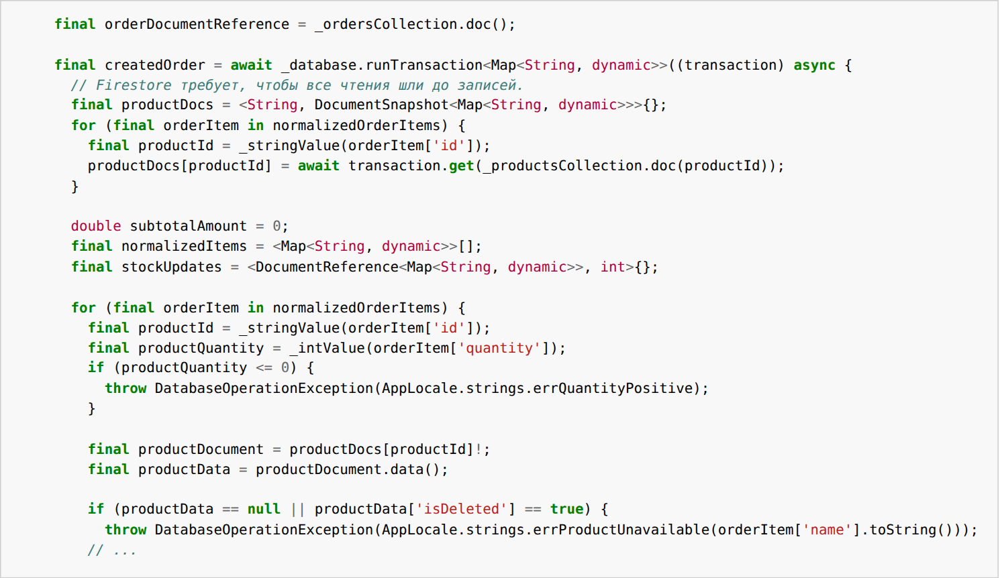 final orderDocumentReference = _ordersCollection.doc();

final createdOrder = await _database.runTransaction<Map<String, dynamic>>((transaction) async {
  // Firestore требует, чтобы все чтения шли до записей.
  final productDocs = <String, DocumentSnapshot<Map<String, dynamic>>>{};
  for (final orderItem in normalizedOrderItems) {
    final productId = _stringValue(orderItem['id']);
    productDocs[productId] = await transaction.get(_productsCollection.doc(productId));
  }

  double subtotalAmount = 0;
  final normalizedItems = <Map<String, dynamic>>[];
  final stockUpdates = <DocumentReference<Map<String, dynamic>>, int>{};

  for (final orderItem in normalizedOrderItems) {
    final productId = _stringValue(orderItem['id']);
    final productQuantity = _intValue(orderItem['quantity']);
    if (productQuantity <= 0) {
      throw DatabaseOperationException(AppLocale.strings.errQuantityPositive);
    }

    final productDocument = productDocs[productId]!;
    final productData = productDocument.data();

    if (productData == null || productData['isDeleted'] == true) {
      throw DatabaseOperationException(AppLocale.strings.errProductUnavailable(orderItem['name'].toString()));
    // ...